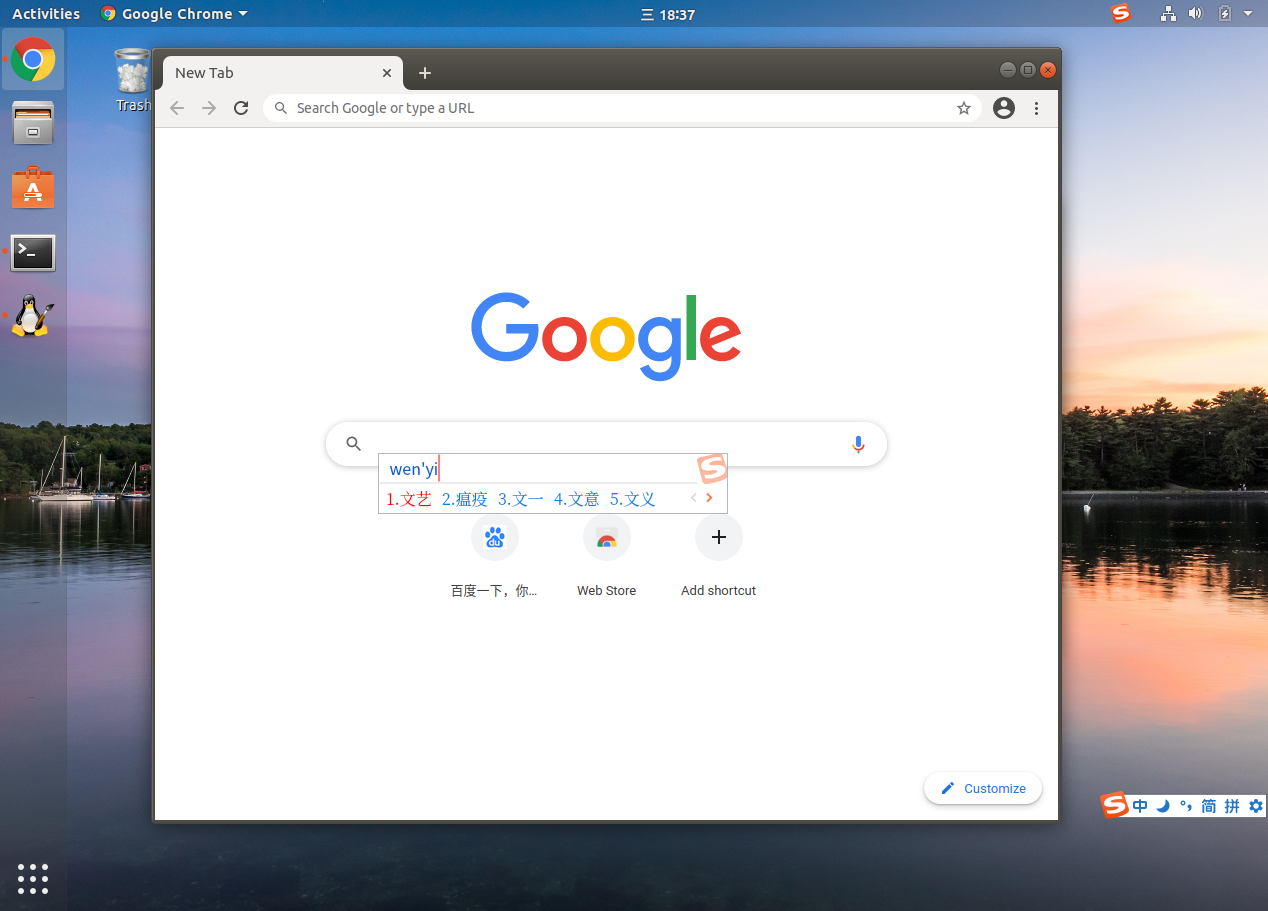 Activities
Google Chrome
三 18:37
Trash
New Tab
Search Google or type a URL
Google
wen'yi
1.文艺 2.瘟疫 3.文一 4.文意 5.文义
du
百度一下，你...
Web Store
Add shortcut
Customize
中 简 拼